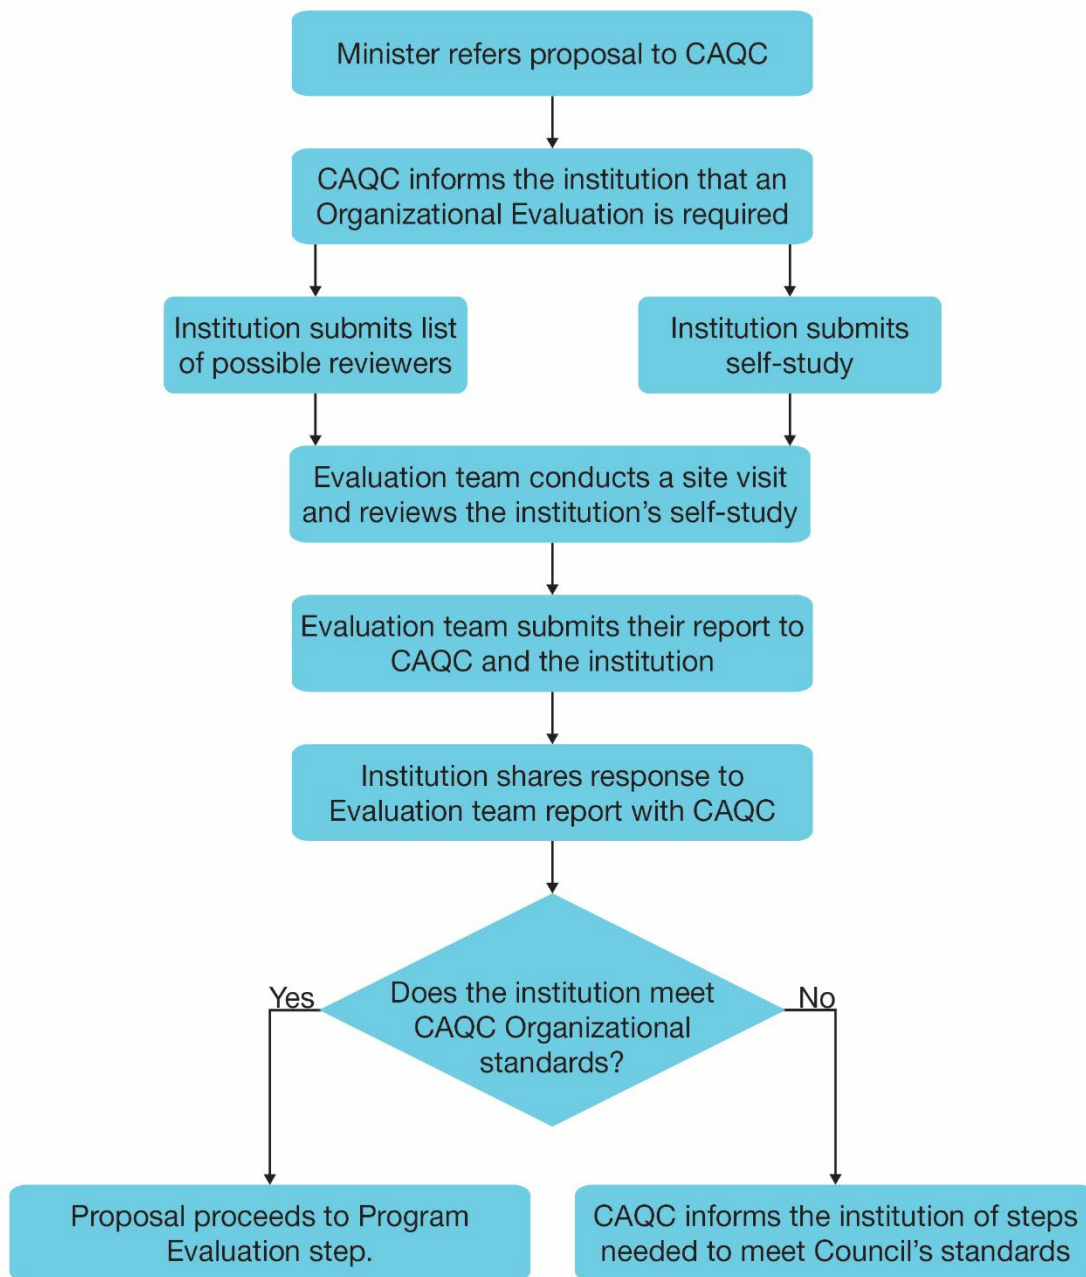 Minister refers proposal to CAQC
CAQC informs the institution that an
Organizational Evaluation is required
Institution submits list
of possible reviewers
Institution submits
self-study
Evaluation team conducts a site visit
and reviews the institution’s self-study
Evaluation team submits their report to
CAQC and the institution
Institution shares response to
Evaluation team report with CAQC
Does the institution meet
CAQC Organizational
standards?
Yes
No
Proposal proceeds to Program
Evaluation step.
CAQC informs the institution of steps
needed to meet Council’s standards